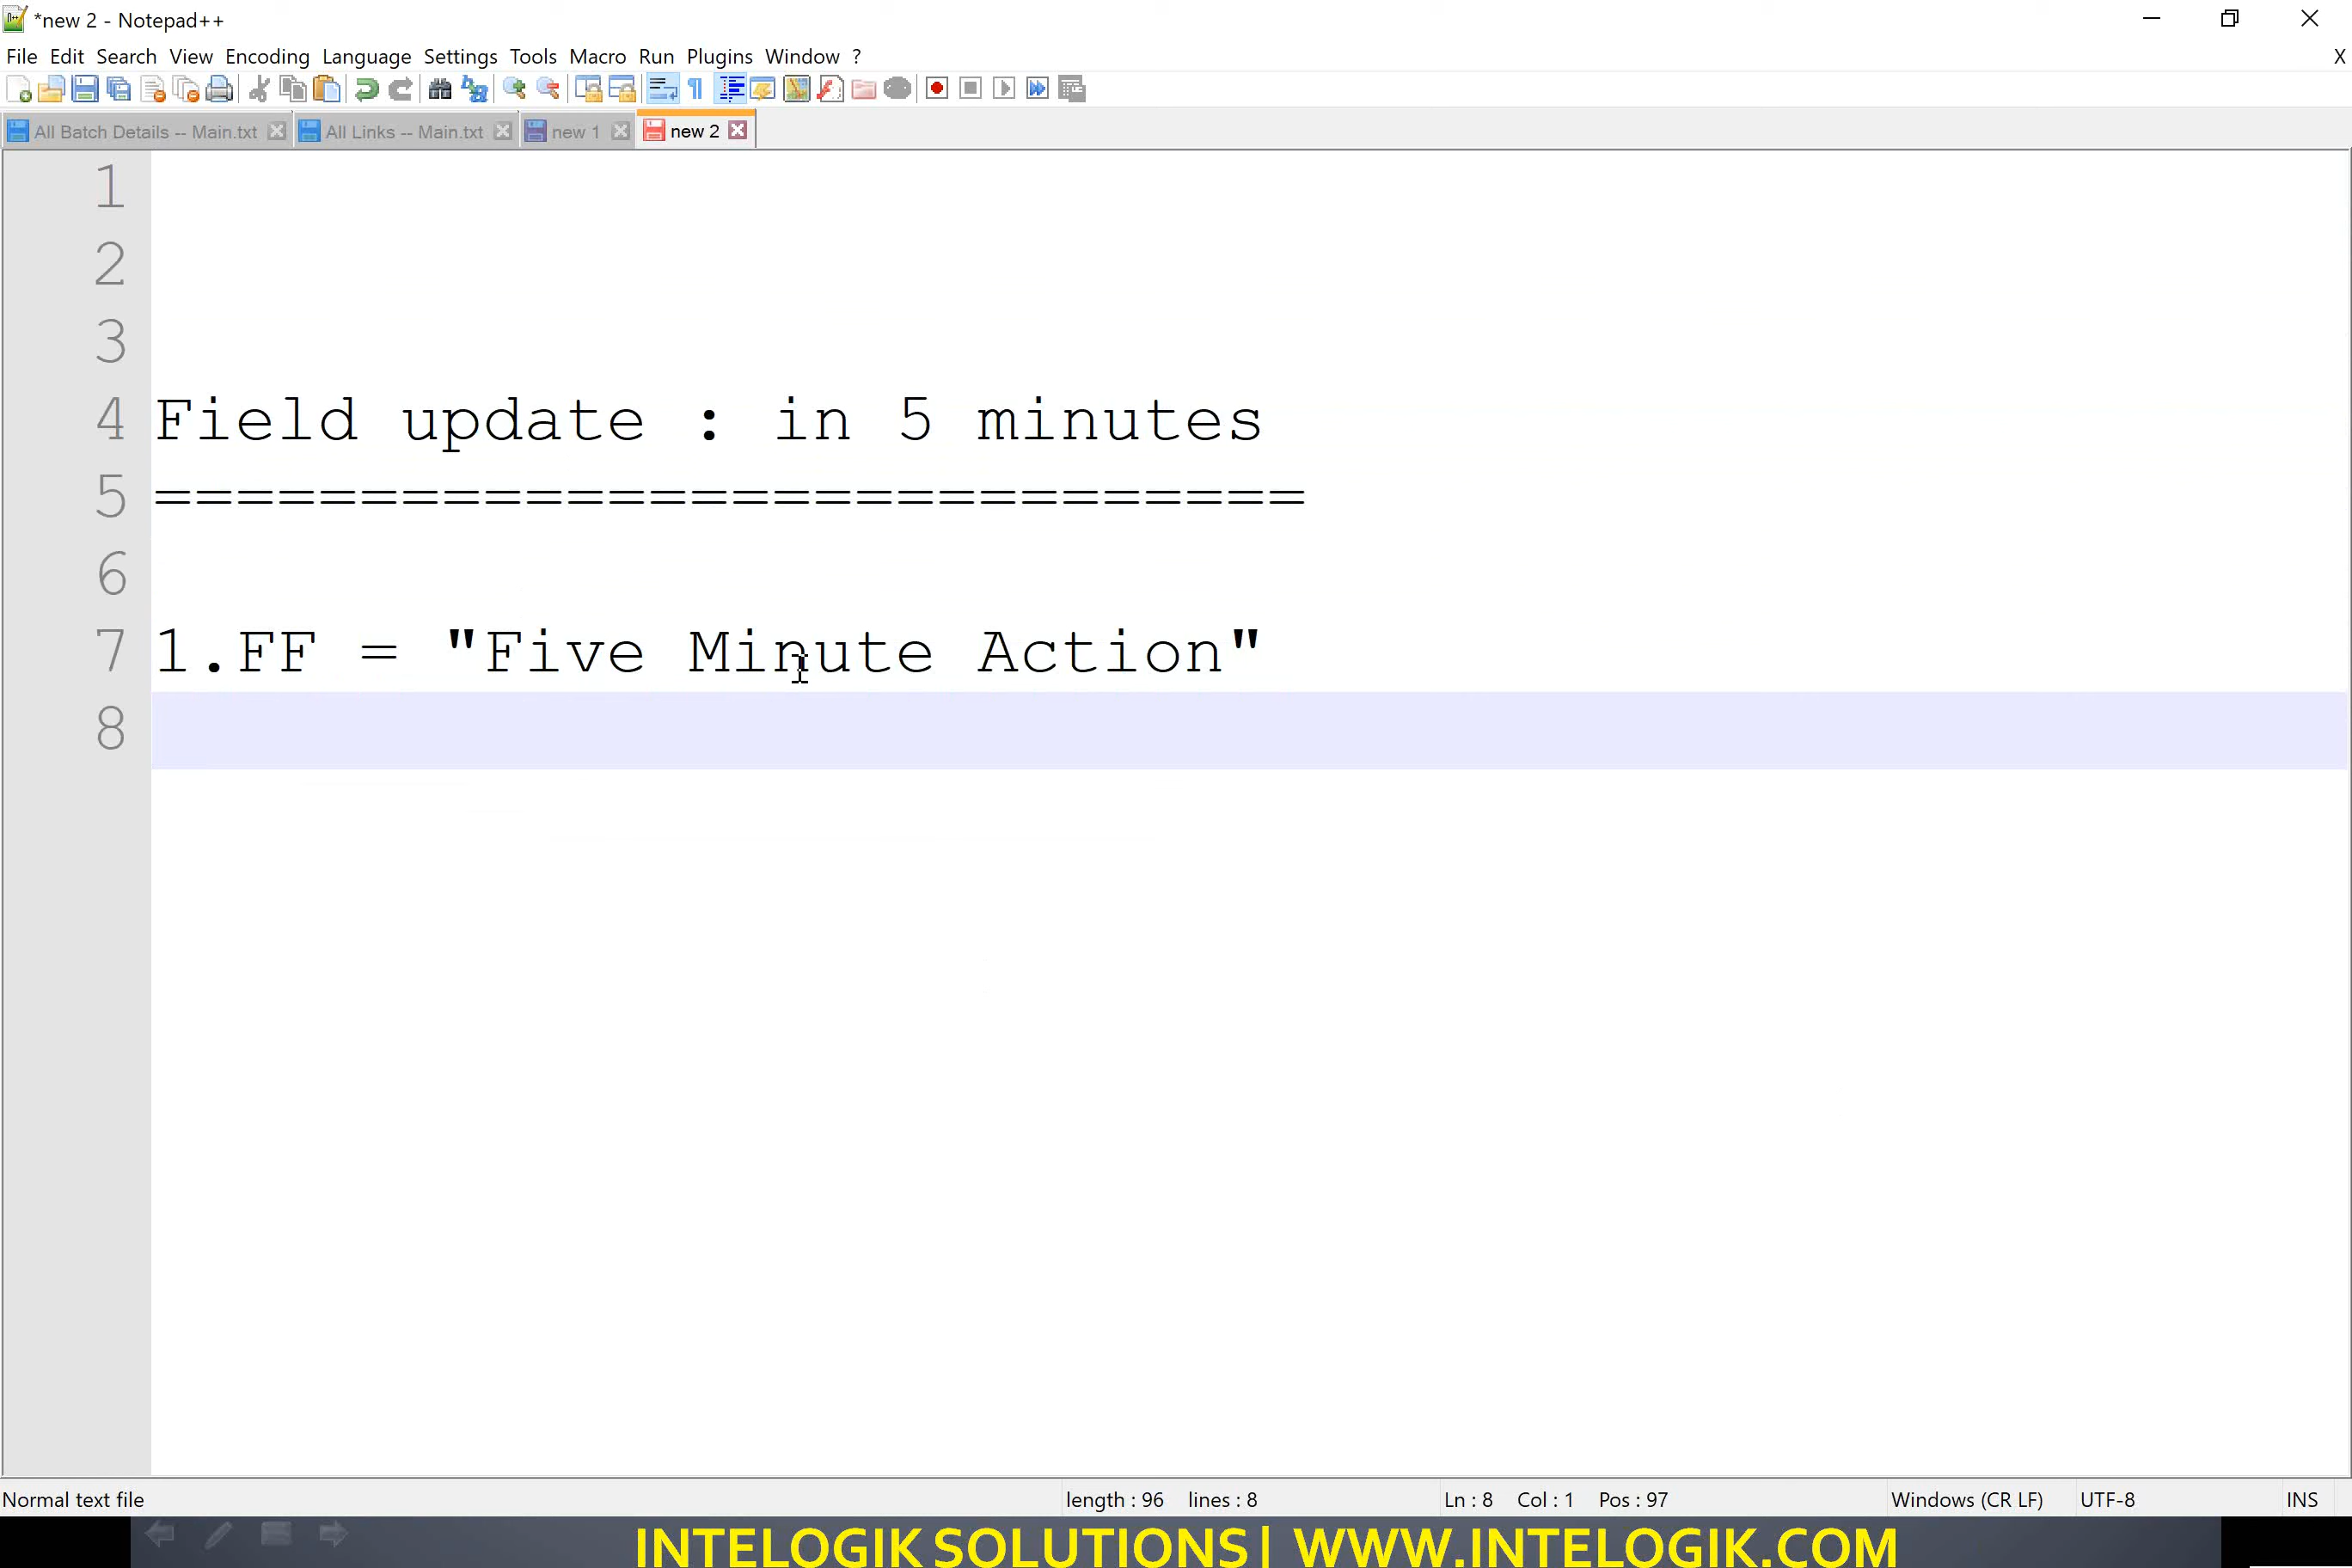 *new 2 - Notepad++
File Edit Search View Encoding Language Settings Tools Macro Run Plugins Window ? X
All Batch Details -- Main.txt All Links -- Main.txt new 1 new 2
1
2
3
4 Field update : in 5 minutes
5 ============================
6
7 1.FF = "Five Minute Action"
8
Normal text file length : 96 lines : 8 Ln : 8 Col : 1 Pos : 97 Windows (CR LF) UTF-8 INS
INTELOGIK SOLUTIONS | WWW.INTELOGIK.COM